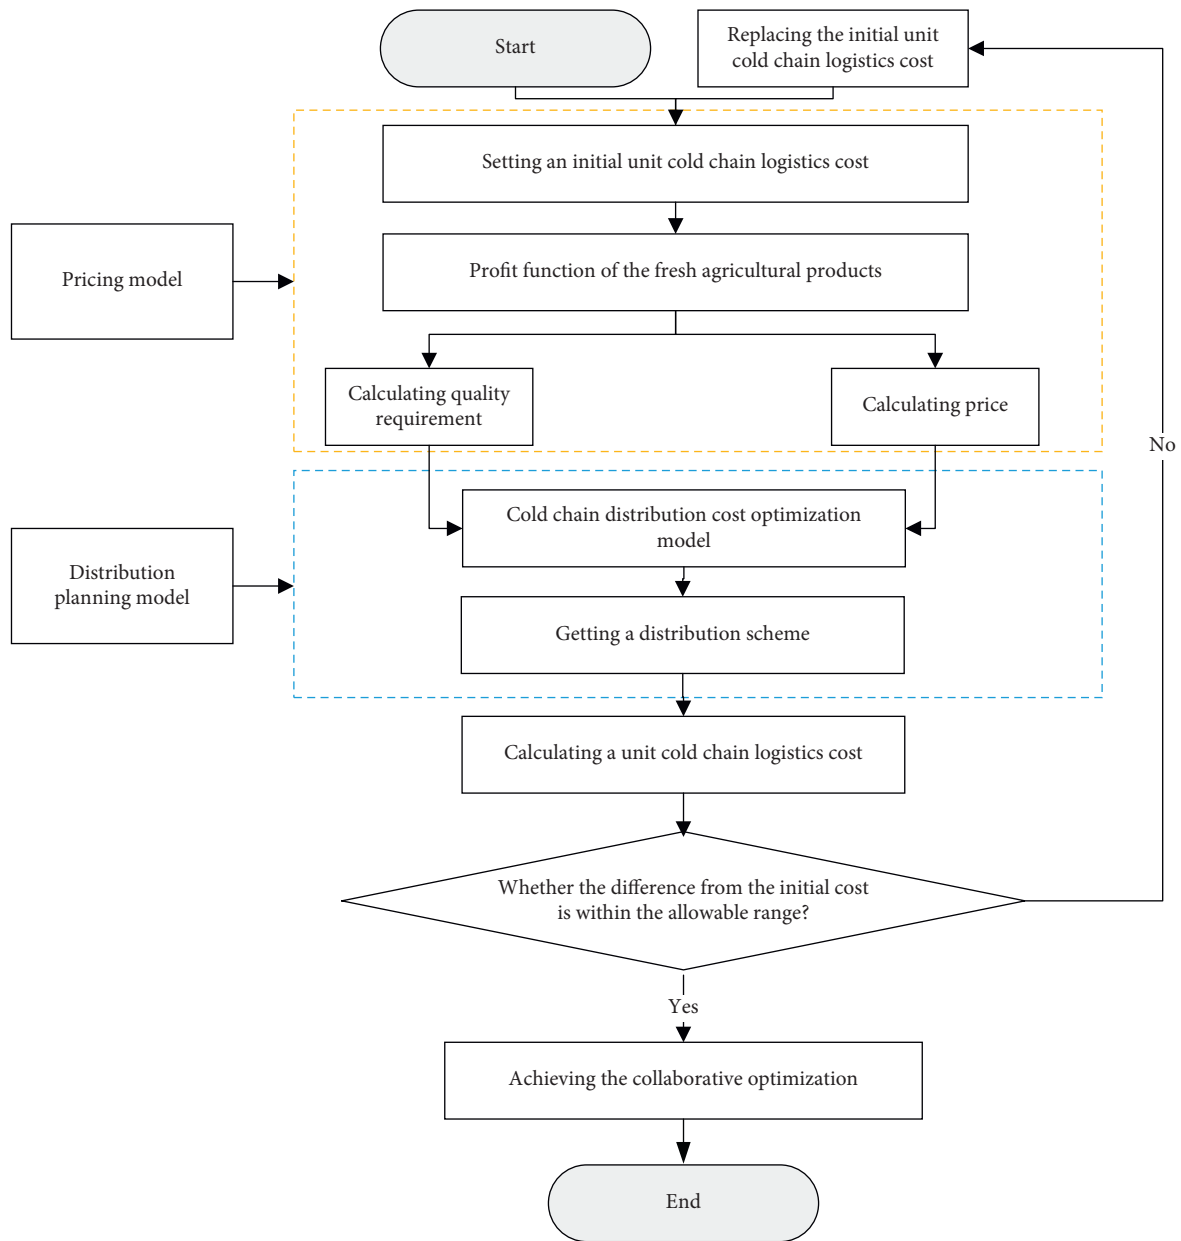 Start
Replacing the initial unit
cold chain logistics cost
Setting an initial unit cold chain logistics cost
Pricing model
Profit function of the fresh agricultural products
Calculating quality
requirement
Calculating price
No
Distribution
planning model
Cold chain distribution cost optimization
model
Getting a distribution scheme
Calculating a unit cold chain logistics cost
Whether the difference from the initial cost
is within the allowable range?
Yes
Achieving the collaborative optimization
End